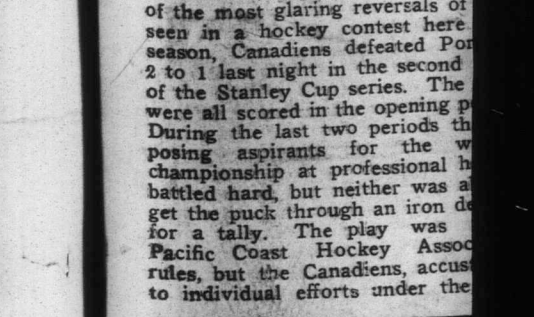 of the most glaring reversals of
seen in a hockey contest here
season, Canadiens defeated Por
2 to 1 last night in the second
of the Stanley Cup series. The
were all scored in the opening p
During the last two periods th
posing aspirants for the w
championship at professional h
battled hard, but neither was a
get the puck through an iron de
for a tally. The play was
Pacific Coast Hockey Assoc
rules, but the Canadiens, accus
to individual efforts under the